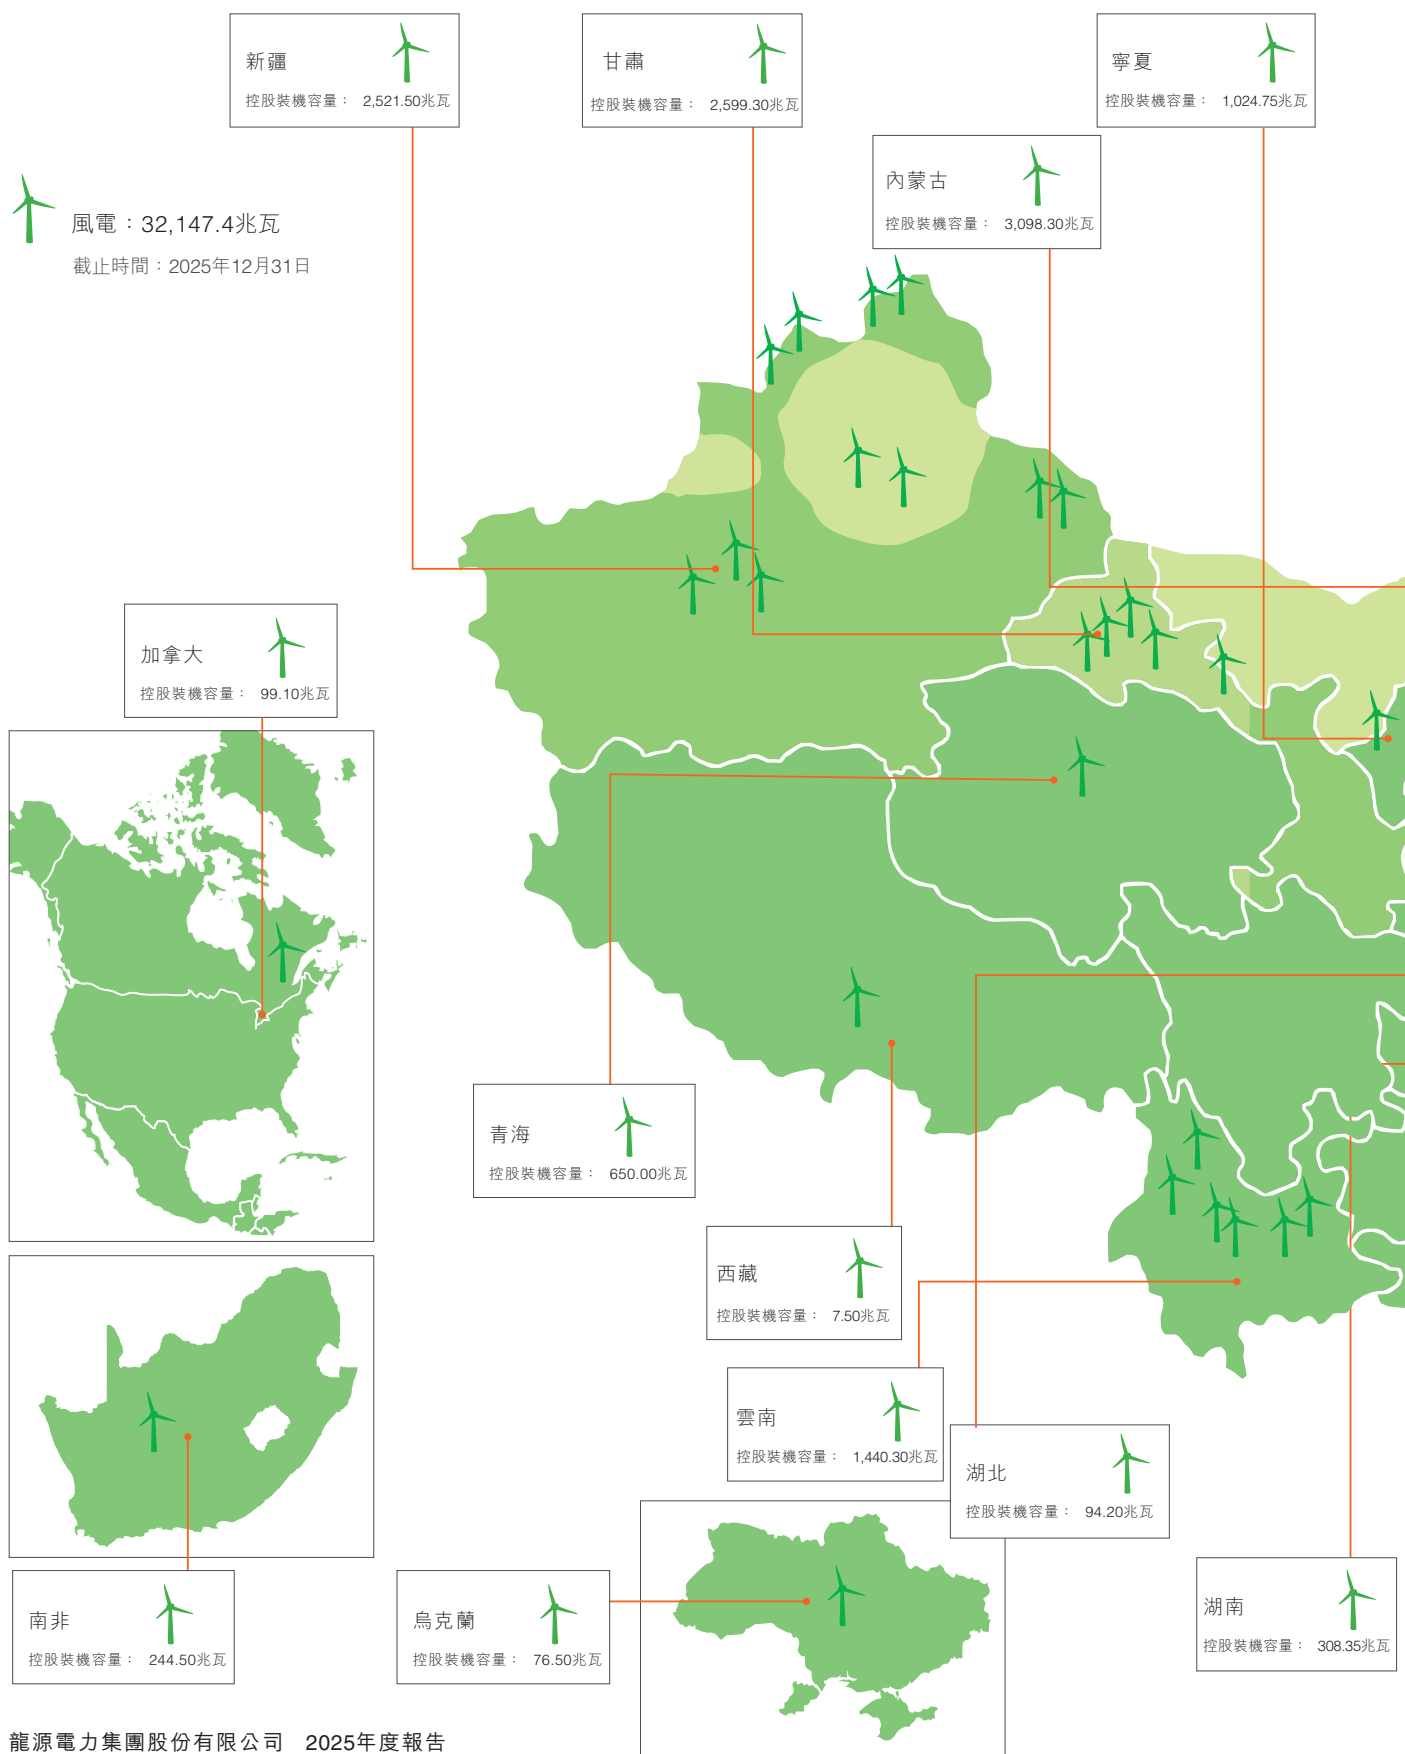 新疆
控股裝機容量： 2,521.50兆瓦
甘肅
控股裝機容量： 2,599.30兆瓦
寧夏
控股裝機容量： 1,024.75兆瓦
內蒙古
控股裝機容量： 3,098.30兆瓦
風電：32,147.4兆瓦
截止時間：2025年12月31日
加拿大
控股裝機容量： 99.10兆瓦
青海
控股裝機容量： 650.00兆瓦
西藏
控股裝機容量： 7.50兆瓦
雲南
控股裝機容量： 1,440.30兆瓦
湖北
控股裝機容量： 94.20兆瓦
南非
控股裝機容量： 244.50兆瓦
烏克蘭
控股裝機容量： 76.50兆瓦
湖南
控股裝機容量： 308.35兆瓦
龍源電力集團股份有限公司 2025年度報告